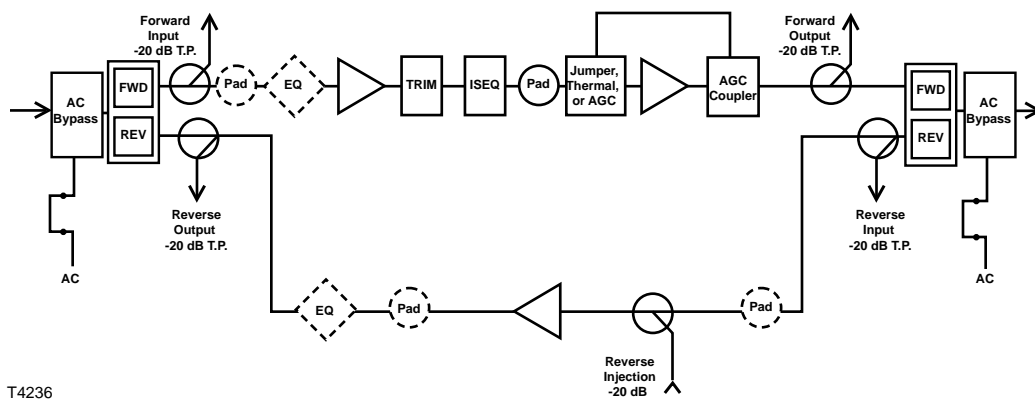 Forward
Input
-20 dB T.P.
Forward
Output
-20 dB T.P.
AC
Bypass
FWD
REV
Pad
EQ
TRIM
ISEQ
Pad
Jumper,
Thermal,
or AGC
AGC
Coupler
FWD
REV
AC
Bypass
Reverse
Output
-20 dB T.P.
Reverse
Input
-20 dB T.P.
AC
AC
EQ
Pad
Pad
Reverse
Injection
-20 dB
T4236